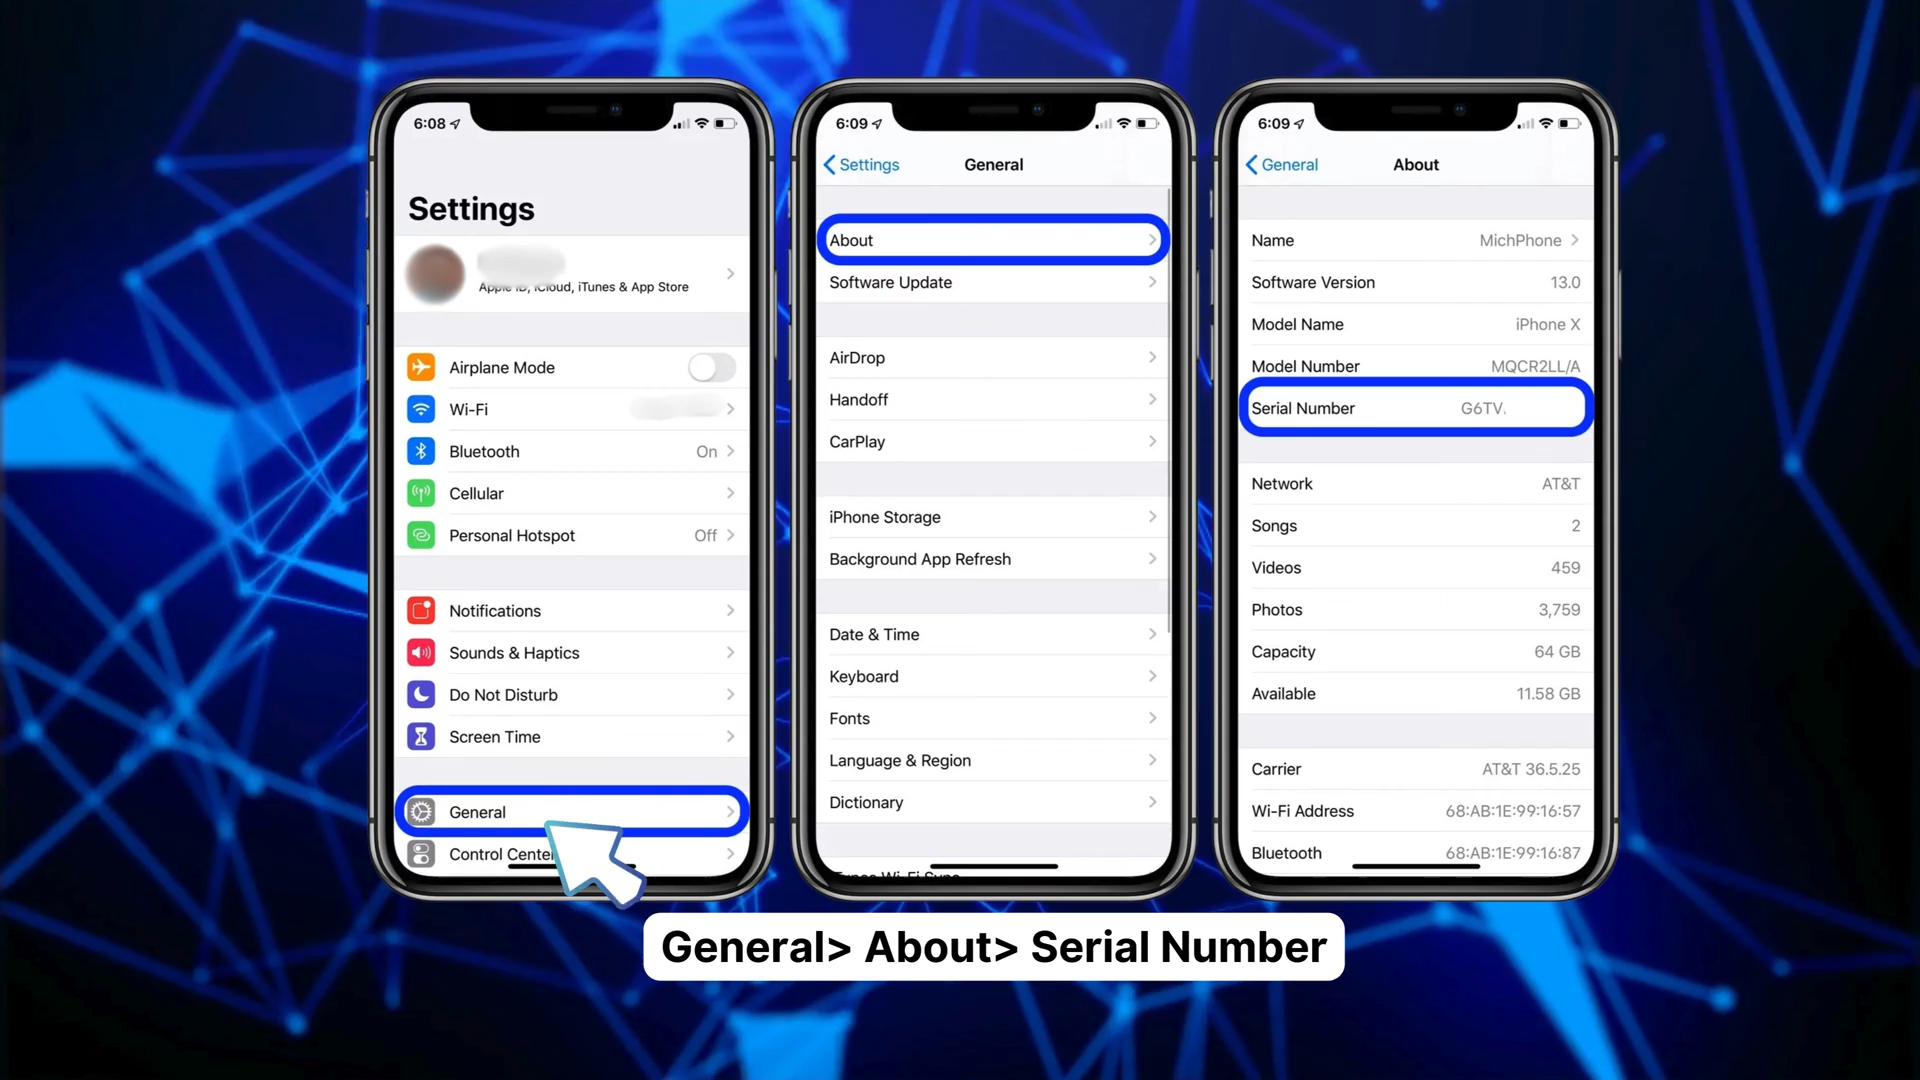 6:08
Settings
Apple ID, iCloud, iTunes & App Store
Airplane Mode
Wi-Fi
Bluetooth On
Cellular
Personal Hotspot Off
Notifications
Sounds & Haptics
Do Not Disturb
Screen Time
General
Control Center
6:09
Settings General
About
Software Update
AirDrop
Handoff
CarPlay
iPhone Storage
Background App Refresh
Date & Time
Keyboard
Fonts
Language & Region
Dictionary
iTunes Wi-Fi Sync
6:09
General About
Name MichPhone
Software Version 13.0
Model Name iPhone X
Model Number MQCR2LL/A
Serial Number G6TV.
Network AT&T
Songs 2
Videos 459
Photos 3,759
Capacity 64 GB
Available 11.58 GB
Carrier AT&T 36.5.25
Wi-Fi Address 68:AB:1E:99:16:57
Bluetooth 68:AB:1E:99:16:87
General> About> Serial Number